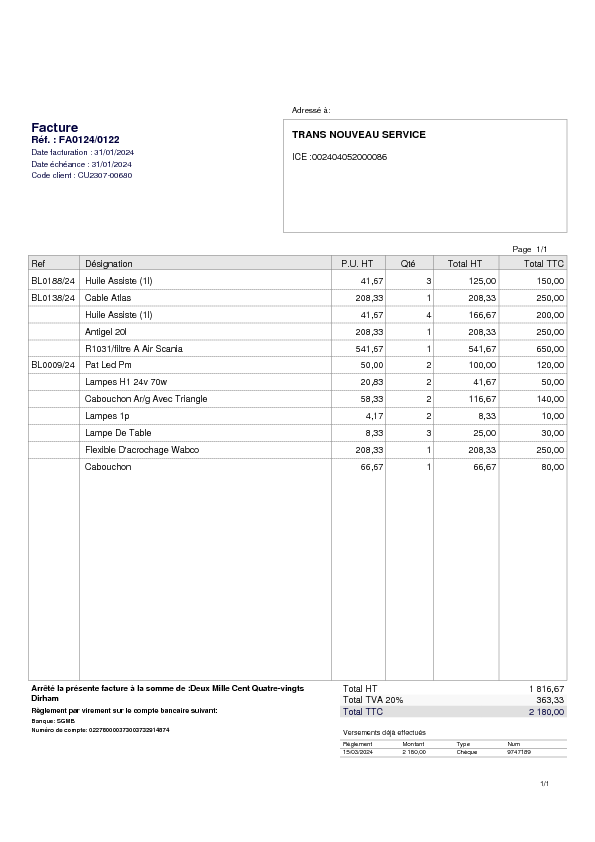 Adressé à:
Facture
Réf. : FA0124/0122
Date facturation : 31/01/2024
Date échéance : 31/01/2024
Code client : CU2307-00680
TRANS NOUVEAU SERVICE
ICE :002404052000086
Page 1/1
Ref Désignation P.U. HT Qté Total HT Total TTC
BL0188/24 Huile Assiste (1l) 41,67 3 125,00 150,00
BL0138/24 Cable Atlas 208,33 1 208,33 250,00
Huile Assiste (1l) 41,67 4 166,67 200,00
Antigel 20l 208,33 1 208,33 250,00
R1031/filtre A Air Scania 541,67 1 541,67 650,00
BL0009/24 Pat Led Pm 50,00 2 100,00 120,00
Lampes H1 24v 70w 20,83 2 41,67 50,00
Cabouchon Ar/g Avec Triangle 58,33 2 116,67 140,00
Lampes 1p 4,17 2 8,33 10,00
Lampe De Table 8,33 3 25,00 30,00
Flexible D'acrochage Wabco 208,33 1 208,33 250,00
Cabouchon 66,67 1 66,67 80,00
Arrêté la présente facture à la somme de :Deux Mille Cent Quatre-vingts
Dirham
Règlement par virement sur le compte bancaire suivant:
Banque: SGMB
Numéro de compte: 022780000373003732914874
Total HT 1 816,67
Total TVA 20% 363,33
Total TTC 2 180,00
Versements déjà effectués
Règlement Montant Type Num
15/03/2024 2 180,00 Chèque 9747189
1/1